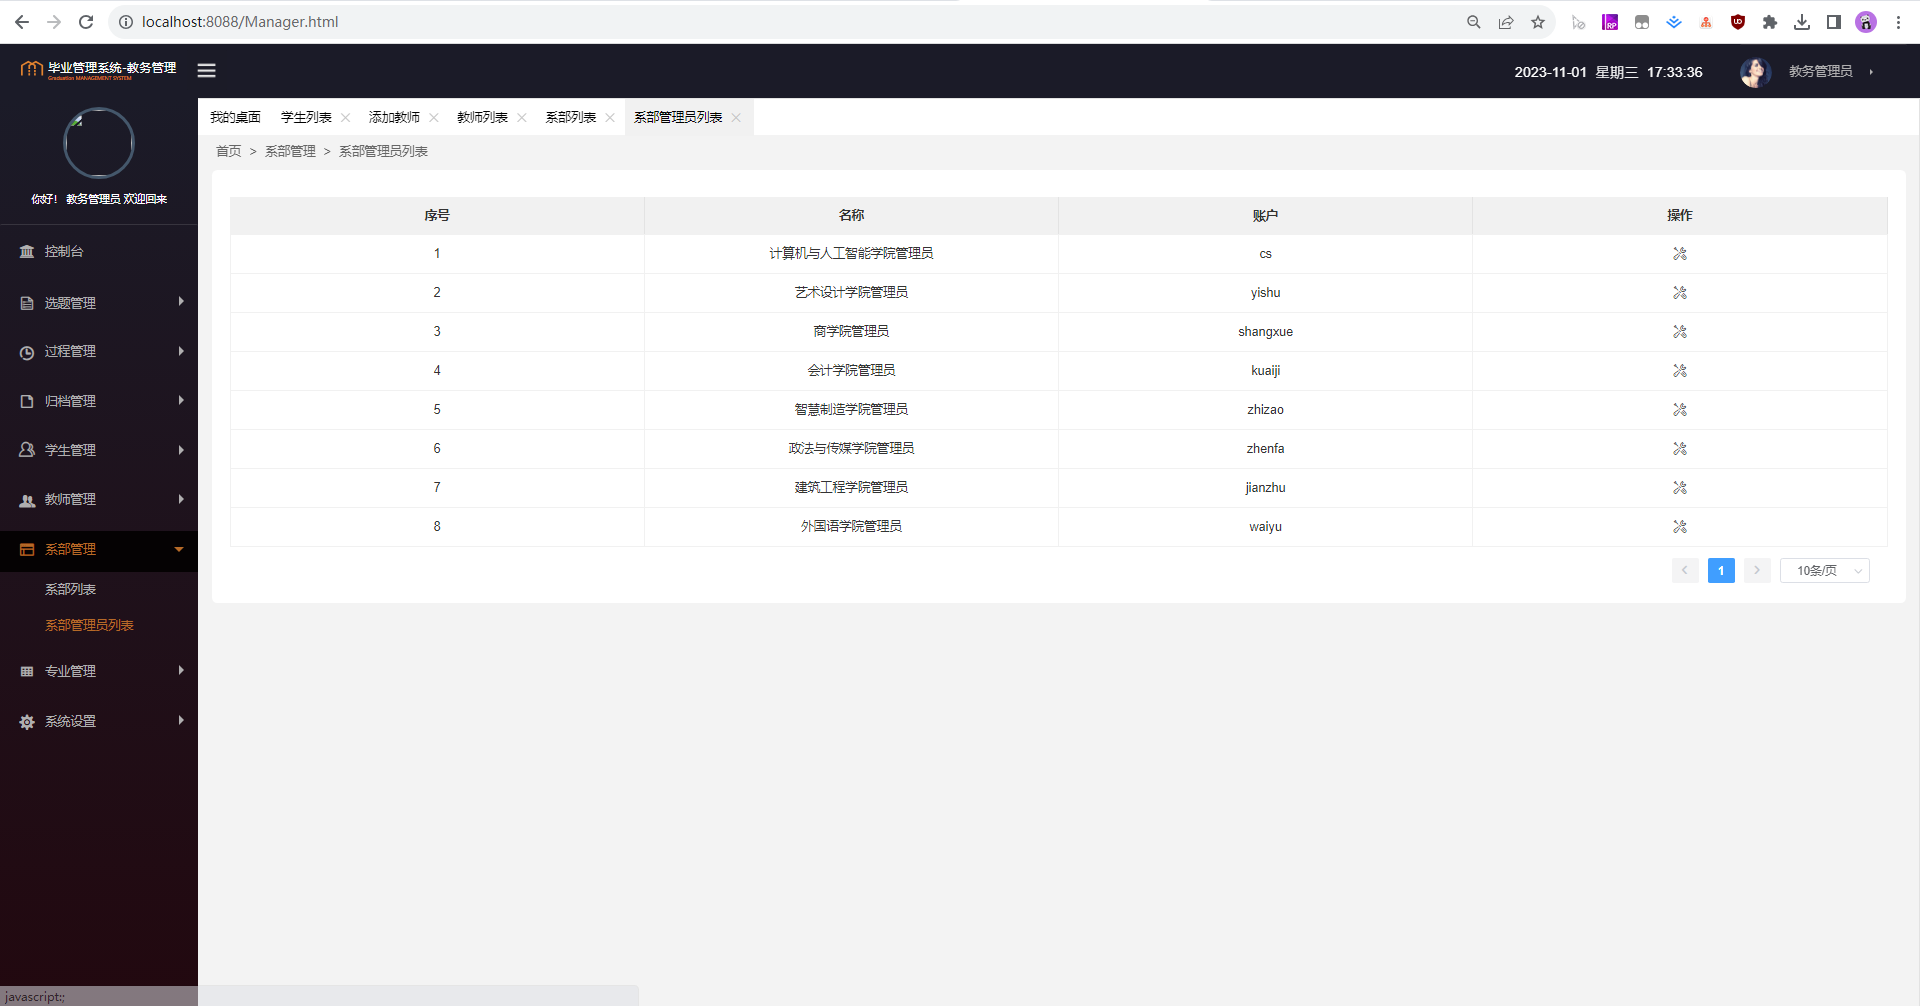 localhost:8088/Manager.html
毕业管理系统-教务管理
Graduation MANAGEMENT SYSTEM
2023-11-01 星期三 17:33:36
教务管理员
你好！ 教务管理员 欢迎回来
控制台
选题管理
过程管理
归档管理
学生管理
教师管理
系部管理
系部列表
系部管理员列表
专业管理
系统设置
我的桌面 学生列表 添加教师 教师列表 系部列表 系部管理员列表
首页 > 系部管理 > 系部管理员列表
序号 名称 账户 操作
1 计算机与人工智能学院管理员 cs
2 艺术设计学院管理员 yishu
3 商学院管理员 shangxue
4 会计学院管理员 kuaiji
5 智慧制造学院管理员 zhizao
6 政法与传媒学院管理员 zhenfa
7 建筑工程学院管理员 jianzhu
8 外国语学院管理员 waiyu
1 10条/页
javascript:;